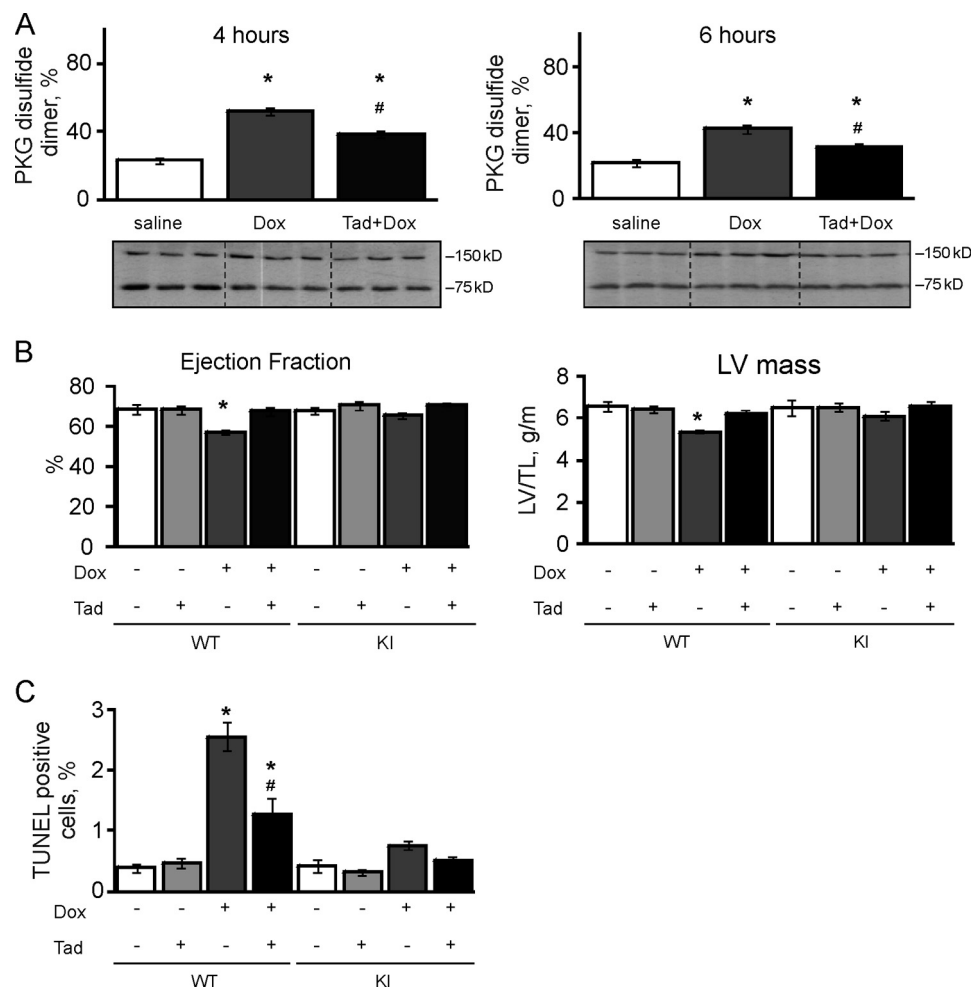 A
4 hours
PKG disulfide
dimer, %
80
40
0
*
*
#
saline Dox Tad+Dox
–150 kD
–75 kD
6 hours
PKG disulfide
dimer, %
80
40
0
*
*
#
saline Dox Tad+Dox
–150 kD
–75 kD
B
Ejection Fraction
%
80
60
40
20
0
*
Dox - - + + - - + +
Tad - + - + - + - +
WT KI
LV mass
LV/TL, g/m
8
6
4
2
0
*
Dox - - + + - - + +
Tad - + - + - + - +
WT KI
C
TUNEL positive
cells, %
3
2
1
0
*
*
#
Dox - - + + - - + +
Tad - + - + - + - +
WT KI